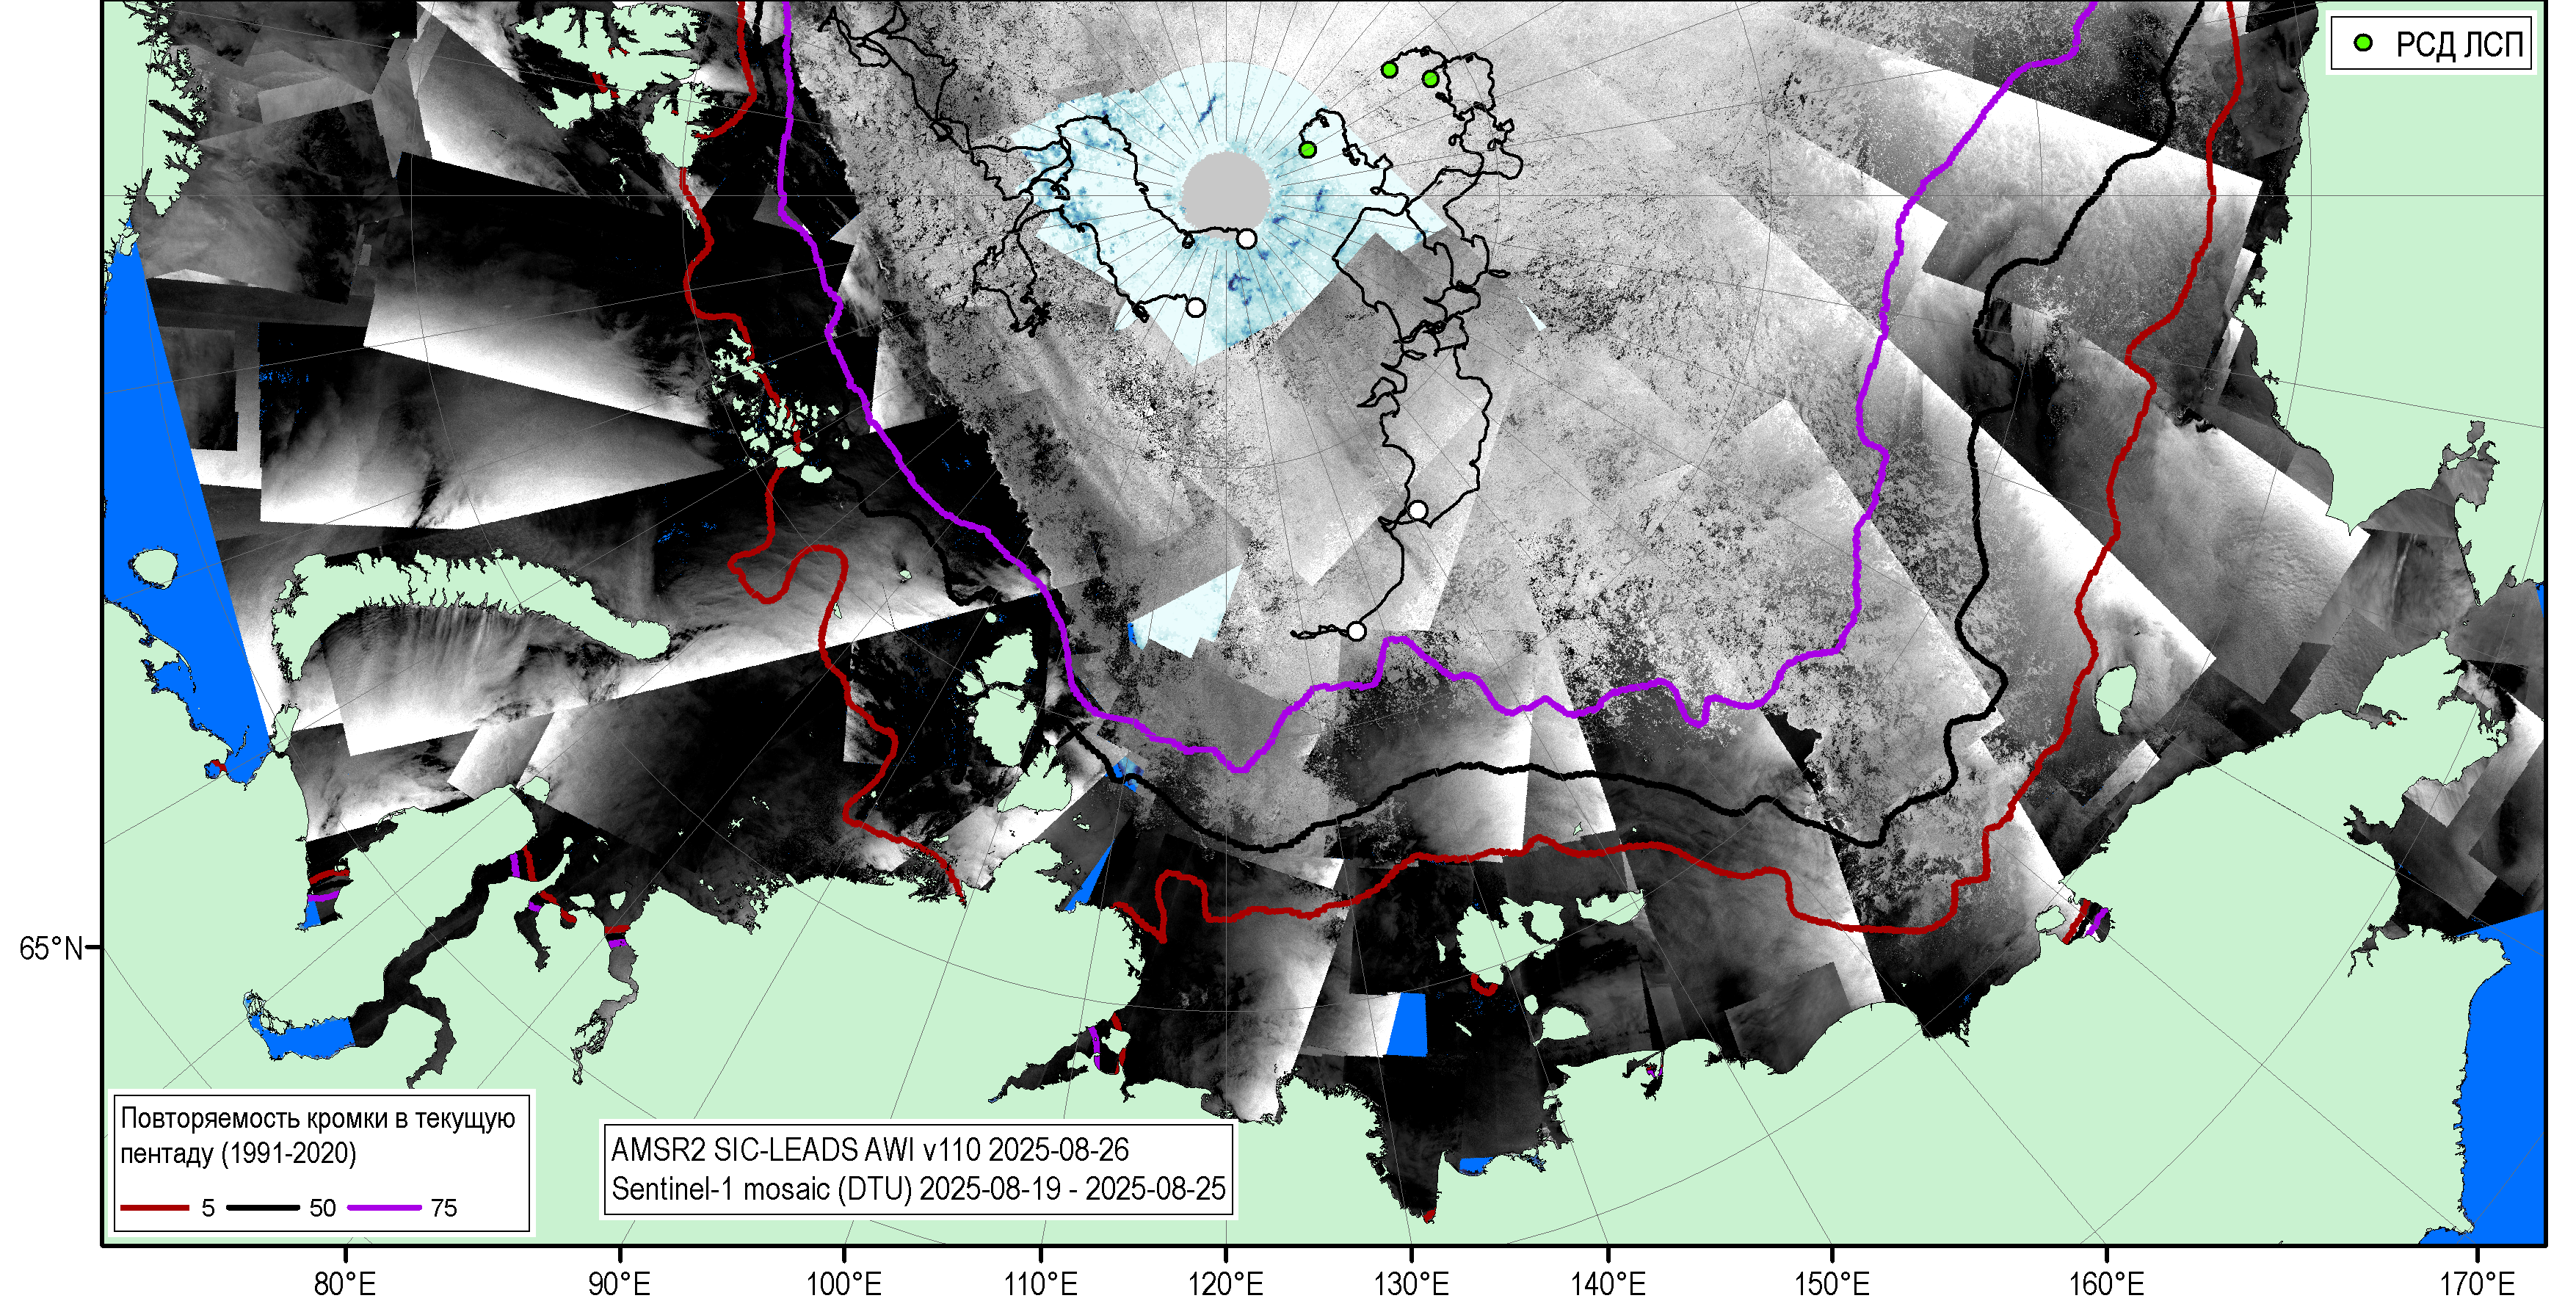 РСД ЛСП
65°N
Повторяемость кромки в текущую
пентаду (1991-2020)
5 50 75
AMSR2 SIC-LEADS AWI v110 2025-08-26
Sentinel-1 mosaic (DTU) 2025-08-19 - 2025-08-25
80°E 90°E 100°E 110°E 120°E 130°E 140°E 150°E 160°E 170°E